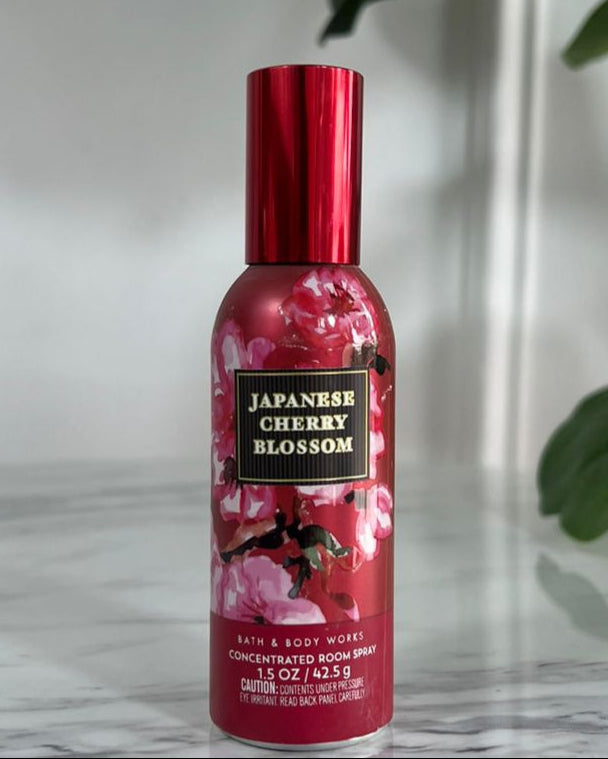 JAPANESE
CHERRY
BLOSSOM
BATH & BODY WORKS
CONCENTRATED ROOM SPRAY
1.5 OZ / 42.5 g
CAUTION: CONTENTS UNDER PRESSURE
EYE IRRITANT. READ BACK PANEL CAREFULLY